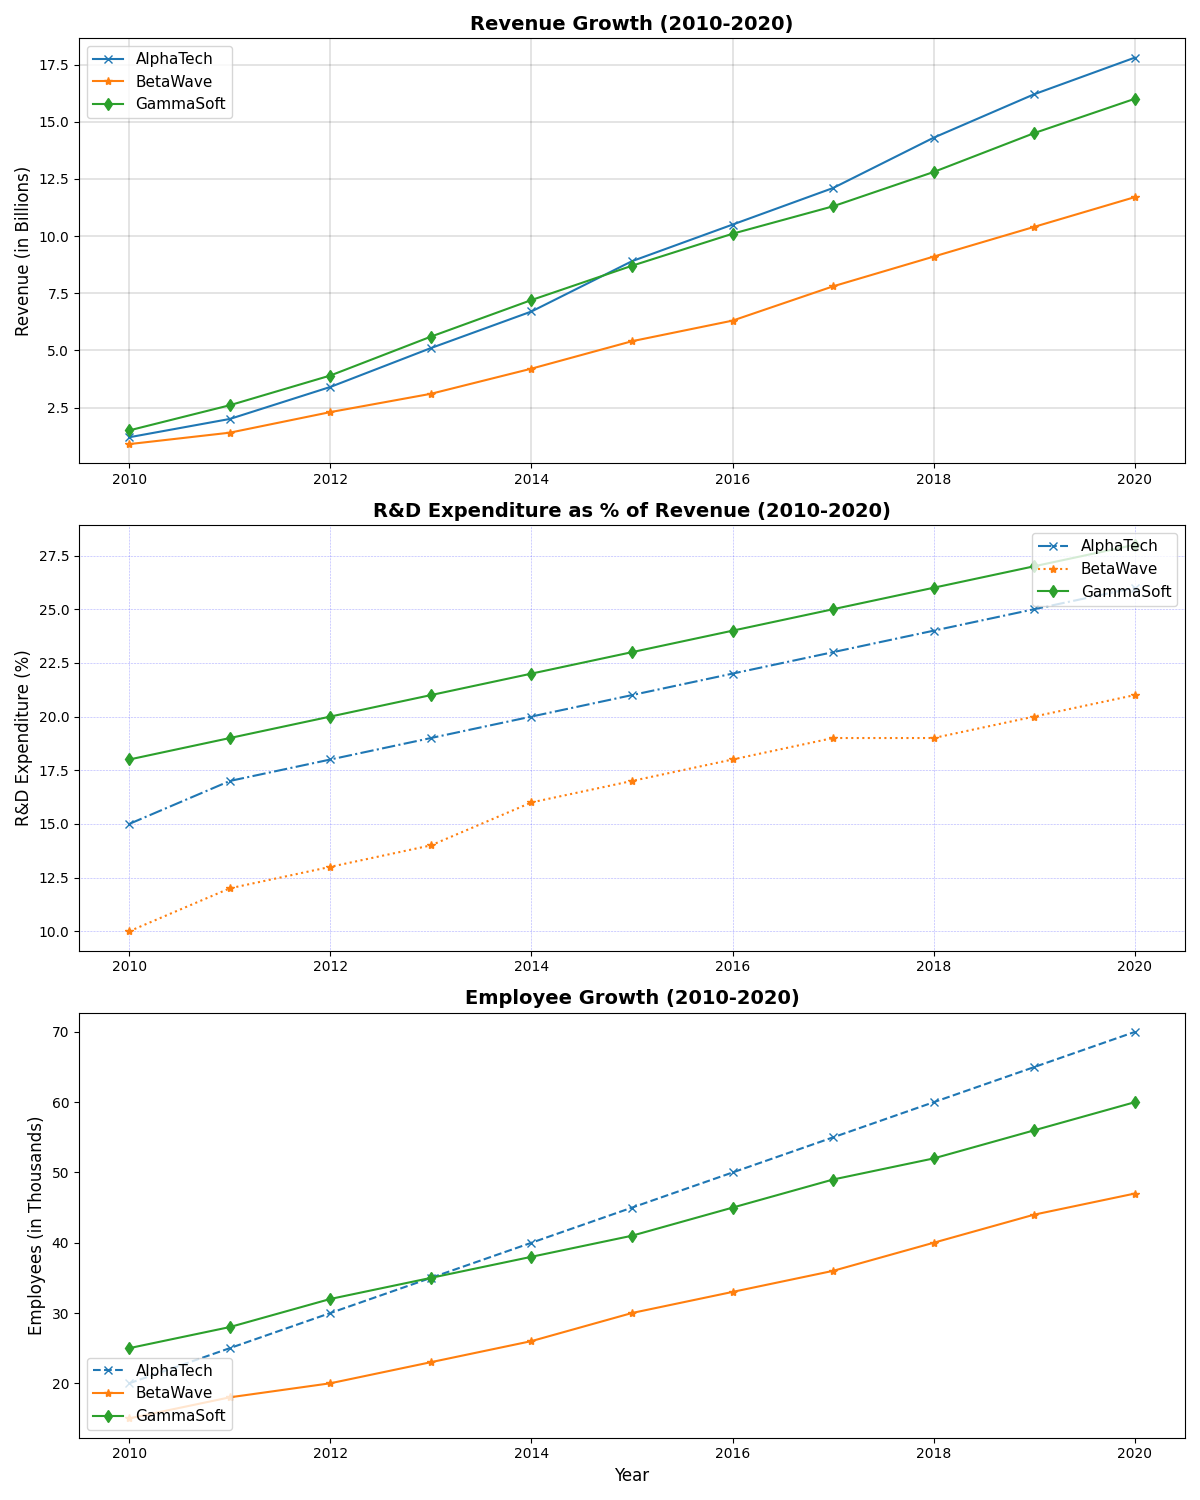 Revenue Growth (2010-2020)
AlphaTech
BetaWave
GammaSoft
Revenue (in Billions)
17.5
15.0
12.5
10.0
7.5
5.0
2.5
2010 2012 2014 2016 2018 2020
R&D Expenditure as % of Revenue (2010-2020)
AlphaTech
BetaWave
GammaSoft
R&D Expenditure (%)
27.5
25.0
22.5
20.0
17.5
15.0
12.5
10.0
2010 2012 2014 2016 2018 2020
Employee Growth (2010-2020)
Employees (in Thousands)
70
60
50
40
30
20
AlphaTech
BetaWave
GammaSoft
2010 2012 2014 2016 2018 2020
Year